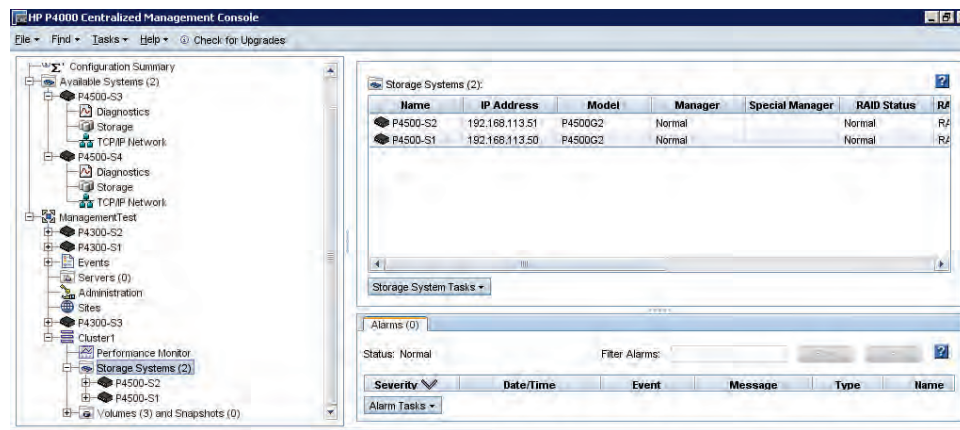 HP P4000 Centralized Management Console
File Find Tasks Help Check for Upgrades
Configuration Summary
Available Systems (2)
P4500-S3
Diagnostics
Storage
TCP/IP Network
P4500-S4
Diagnostics
Storage
TCP/IP Network
ManagementTest
P4300-S2
P4300-S1
Events
Servers (0)
Administration
Sites
P4300-S3
Cluster1
Performance Monitor
Storage Systems (2)
P4500-S2
P4500-S1
Volumes (3) and Snapshots (0)
Storage Systems (2):
Name IP Address Model Manager Special Manager RAID Status RA
P4500-S2 192.168.113.51 P4500G2 Normal Normal RA
P4500-S1 192.168.113.50 P4500G2 Normal Normal RA
Storage System Tasks
Alarms (0)
Status: Normal Filter Alarms:
Severity Date/Time Event Message Type Name
Alarm Tasks